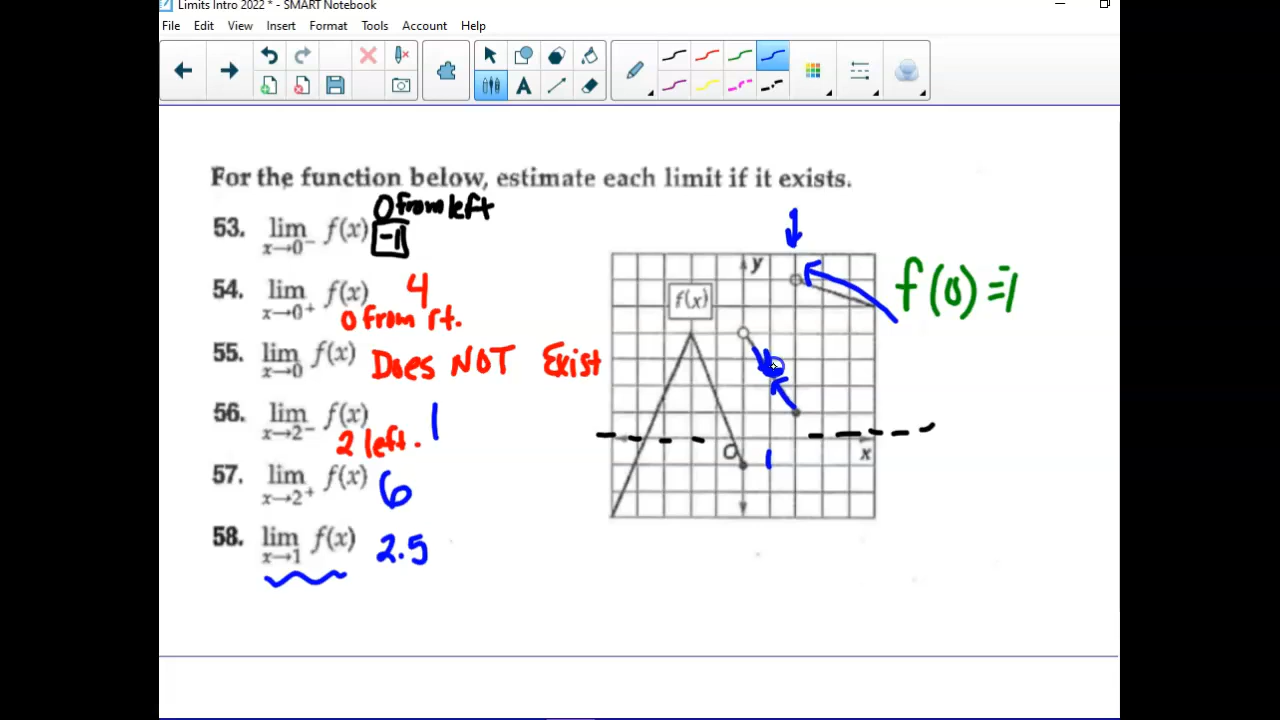 Limits Intro 2022 * - SMART Notebook
File Edit View Insert Format Tools Account Help
For the function below, estimate each limit if it exists.
0 from left
53. lim x→0⁻ f(x) -1
54. lim x→0⁺ f(x) 4
0 from rt.
55. lim x→0 f(x) Does NOT Exist
56. lim x→2⁻ f(x) 1
2 left.
57. lim x→2⁺ f(x) 6
58. lim x→1 f(x) 2.5
y
f(x)
f(0)=-1
O
1
x